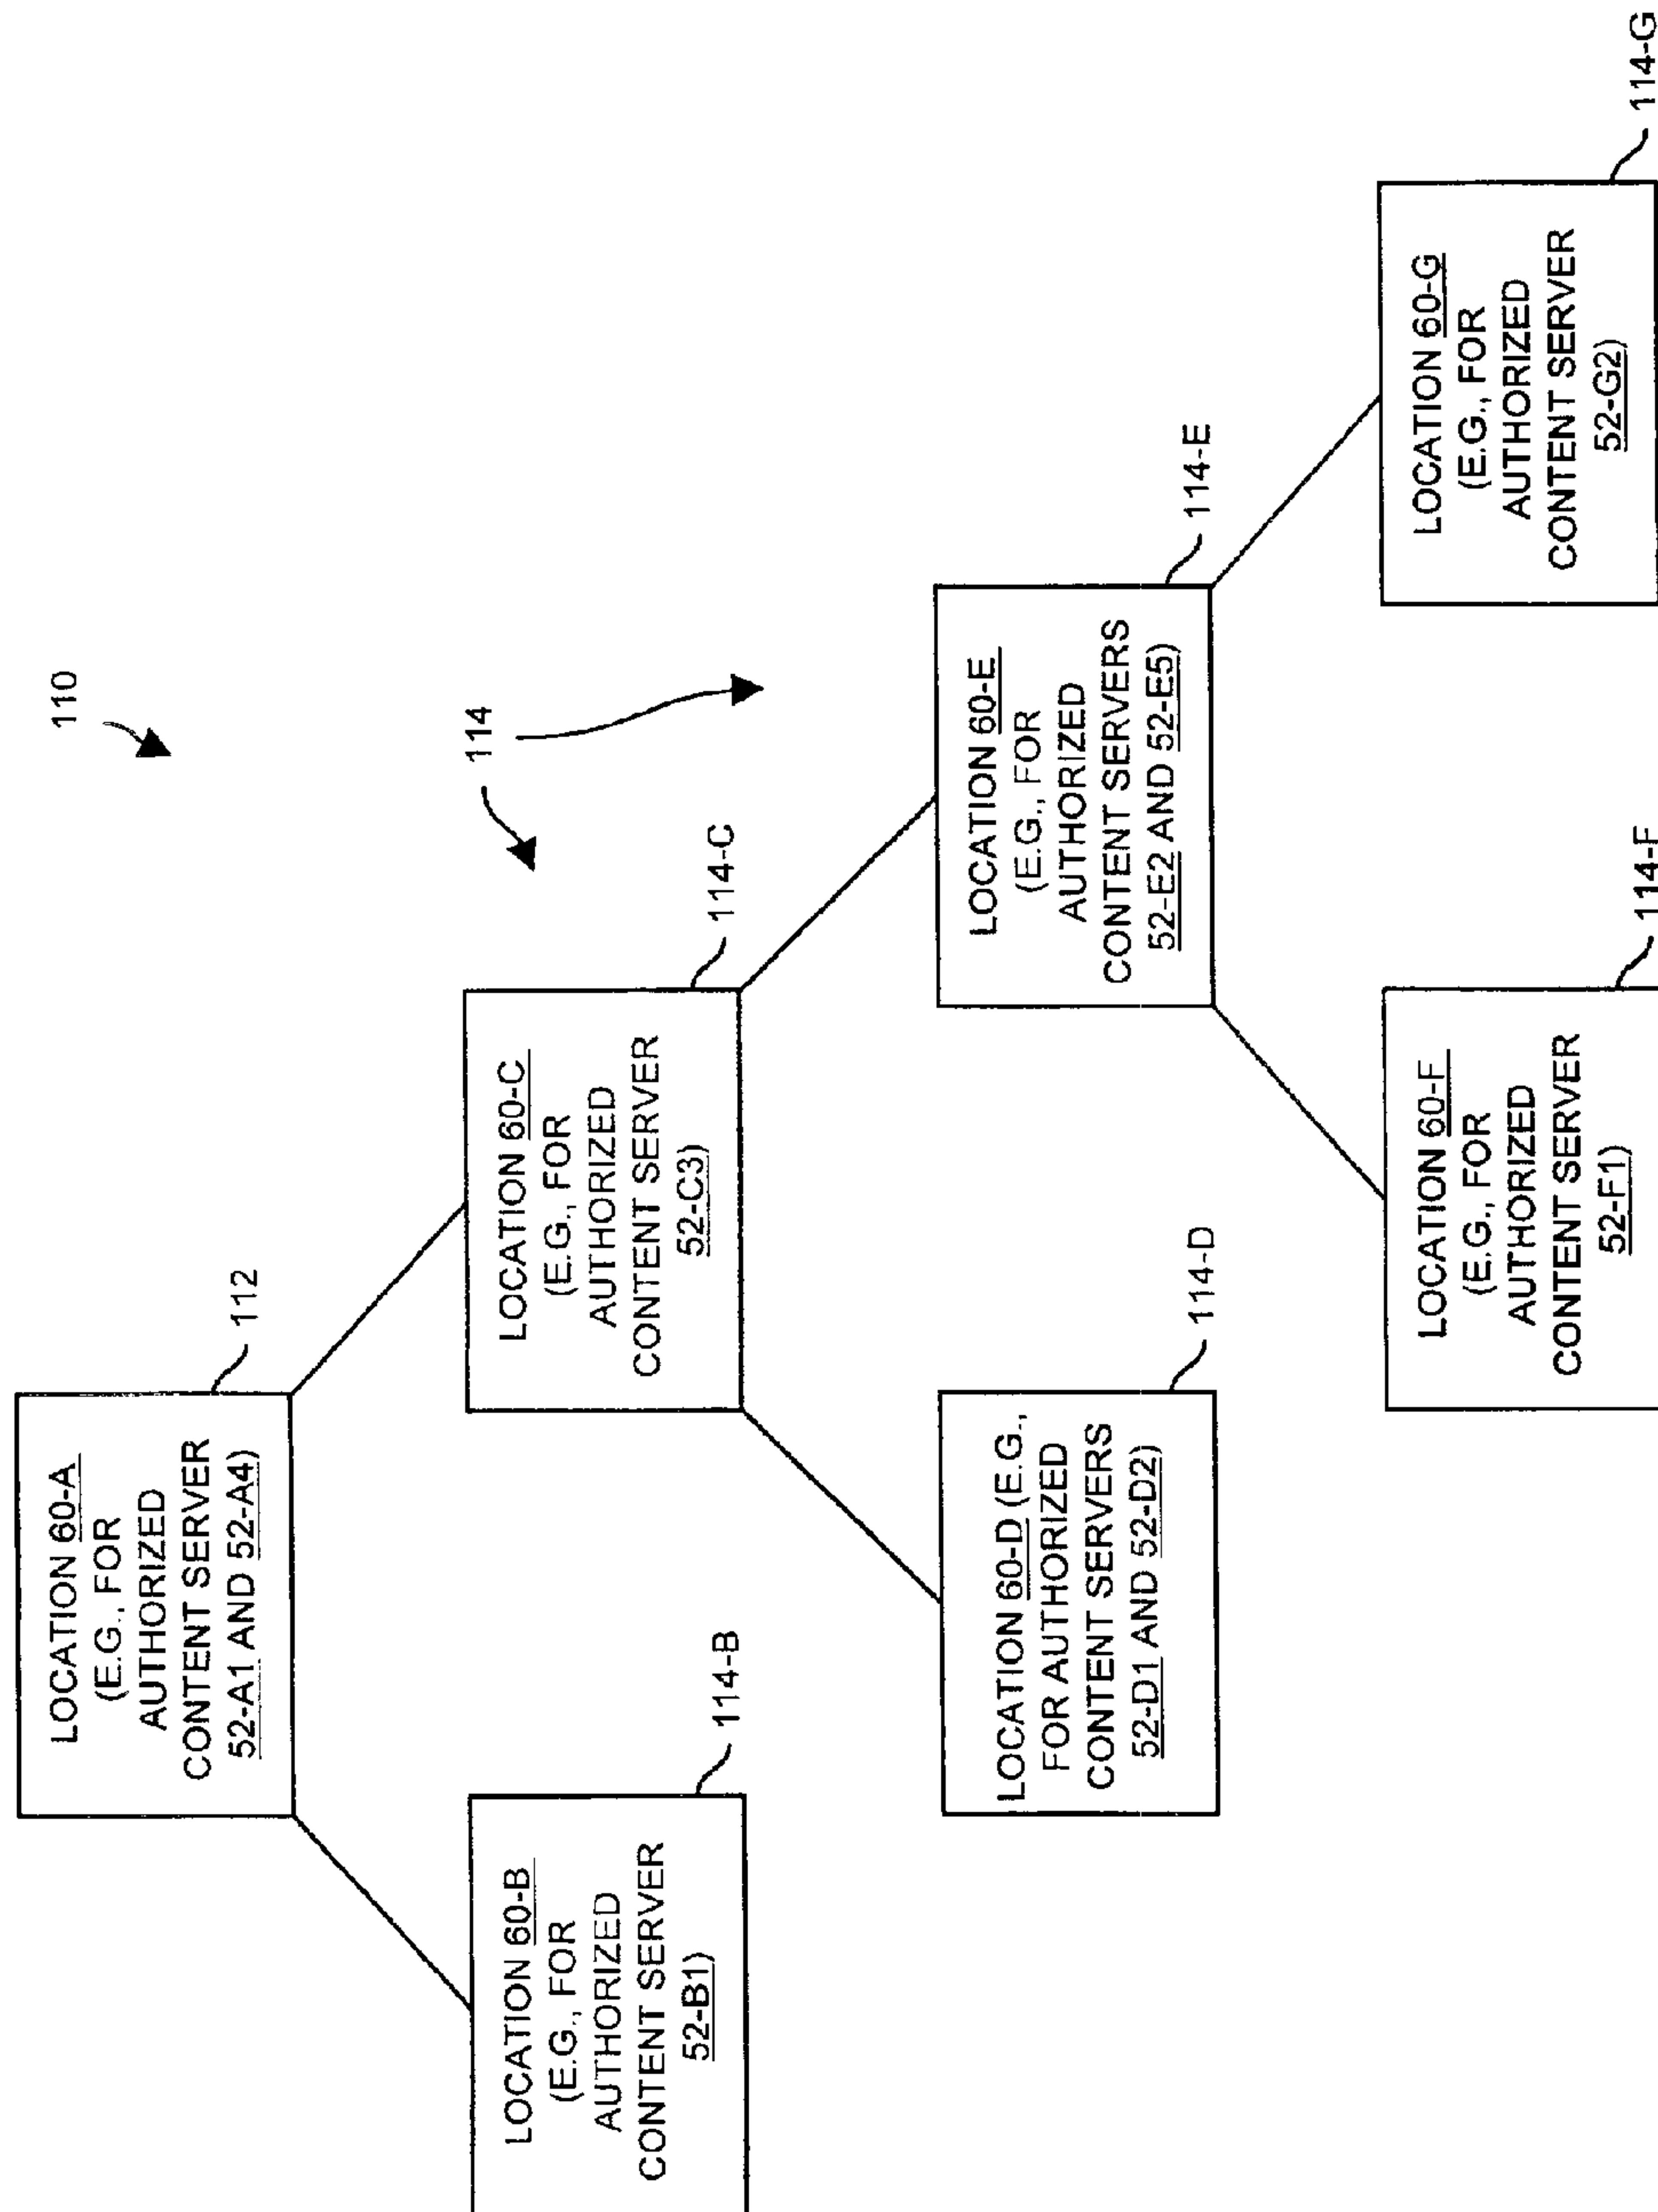 110
LOCATION 60-A
(E.G., FOR
AUTHORIZED
CONTENT SERVER
52-A1 AND 52-A4)
112
114
LOCATION 60-B
(E.G., FOR
AUTHORIZED
CONTENT SERVER
52-B1)
114-B
LOCATION 60-C
(E.G., FOR
AUTHORIZED
CONTENT SERVER
52-C3)
114-C
LOCATION 60-D (E.G.,
FOR AUTHORIZED
CONTENT SERVERS
52-D1 AND 52-D2)
114-D
LOCATION 60-E
(E.G., FOR
AUTHORIZED
CONTENT SERVERS
52-E2 AND 52-E5)
114-E
LOCATION 60-F
(E.G., FOR
AUTHORIZED
CONTENT SERVER
52-F1)
114-F
LOCATION 60-G
(E.G., FOR
AUTHORIZED
CONTENT SERVER
52-G2)
114-G